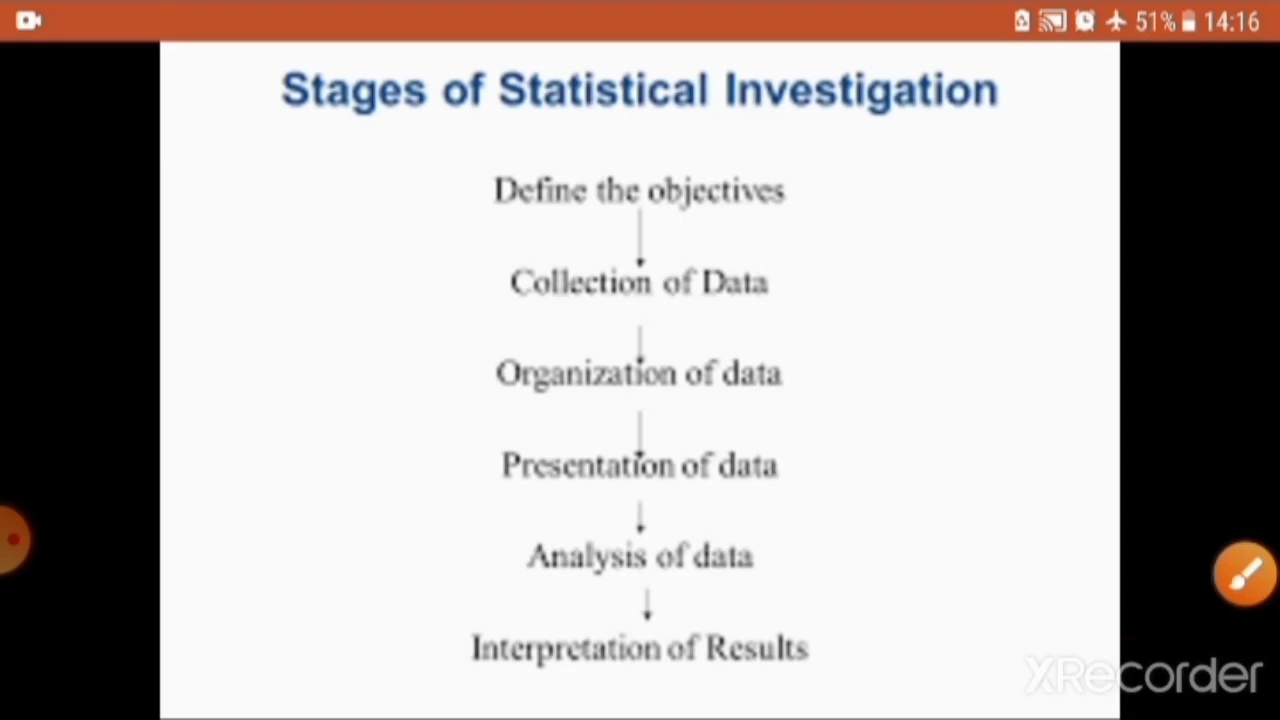 51% 14:16
Stages of Statistical Investigation
Define the objectives
Collection of Data
Organization of data
Presentation of data
Analysis of data
Interpretation of Results
XRecorder